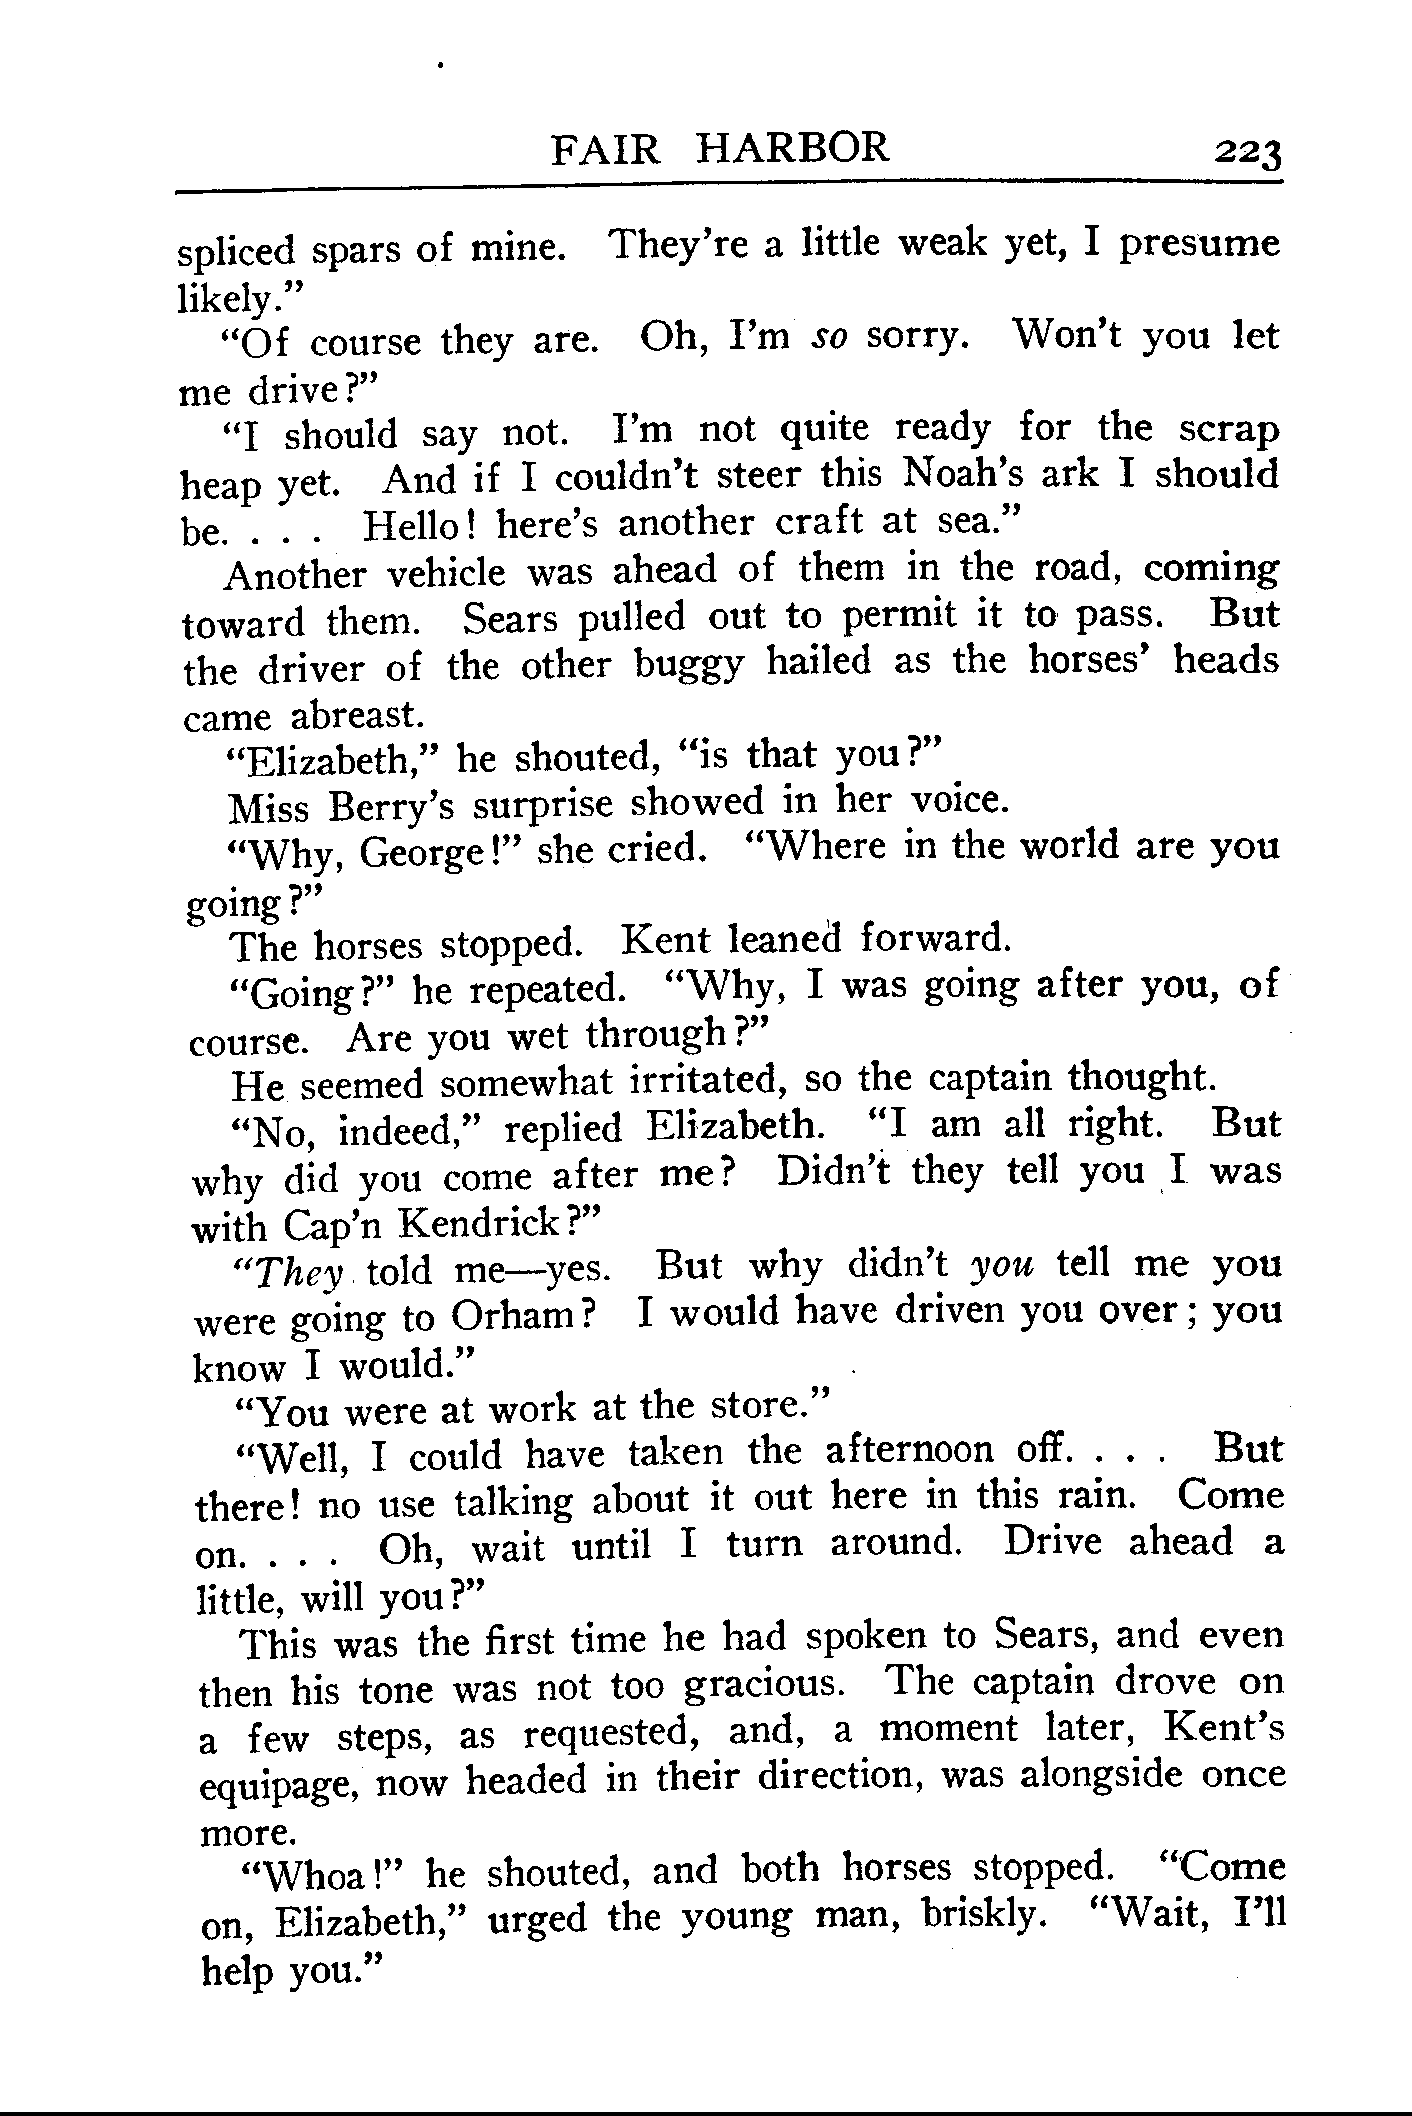 FAIR HARBOR 223
spliced spars of mine. They're a little weak yet, I presume
likely."
"Of course they are. Oh, I'm so sorry. Won't you let
me drive?"
"I should say not. I'm not quite ready for the scrap
heap yet. And if I couldn't steer this Noah's ark I should
be. . . . Hello! here's another craft at sea."
Another vehicle was ahead of them in the road, coming
toward them. Sears pulled out to permit it to pass. But
the driver of the other buggy hailed as the horses' heads
came abreast.
"Elizabeth," he shouted, "is that you?"
Miss Berry's surprise showed in her voice.
"Why, George!" she cried. "Where in the world are you
going?"
The horses stopped. Kent leaned forward.
"Going?" he repeated. "Why, I was going after you, of
course. Are you wet through?"
He seemed somewhat irritated, so the captain thought.
"No, indeed," replied Elizabeth. "I am all right. But
why did you come after me? Didn't they tell you I was
with Cap'n Kendrick?"
"They told me—yes. But why didn't you tell me you
were going to Orham? I would have driven you over; you
know I would."
"You were at work at the store."
"Well, I could have taken the afternoon off. . . . But
there! no use talking about it out here in this rain. Come
on. . . . Oh, wait until I turn around. Drive ahead a
little, will you?"
This was the first time he had spoken to Sears, and even
then his tone was not too gracious. The captain drove on
a few steps, as requested, and, a moment later, Kent's
equipage, now headed in their direction, was alongside once
more.
"Whoa!" he shouted, and both horses stopped. "Come
on, Elizabeth," urged the young man, briskly. "Wait, I'll
help you."